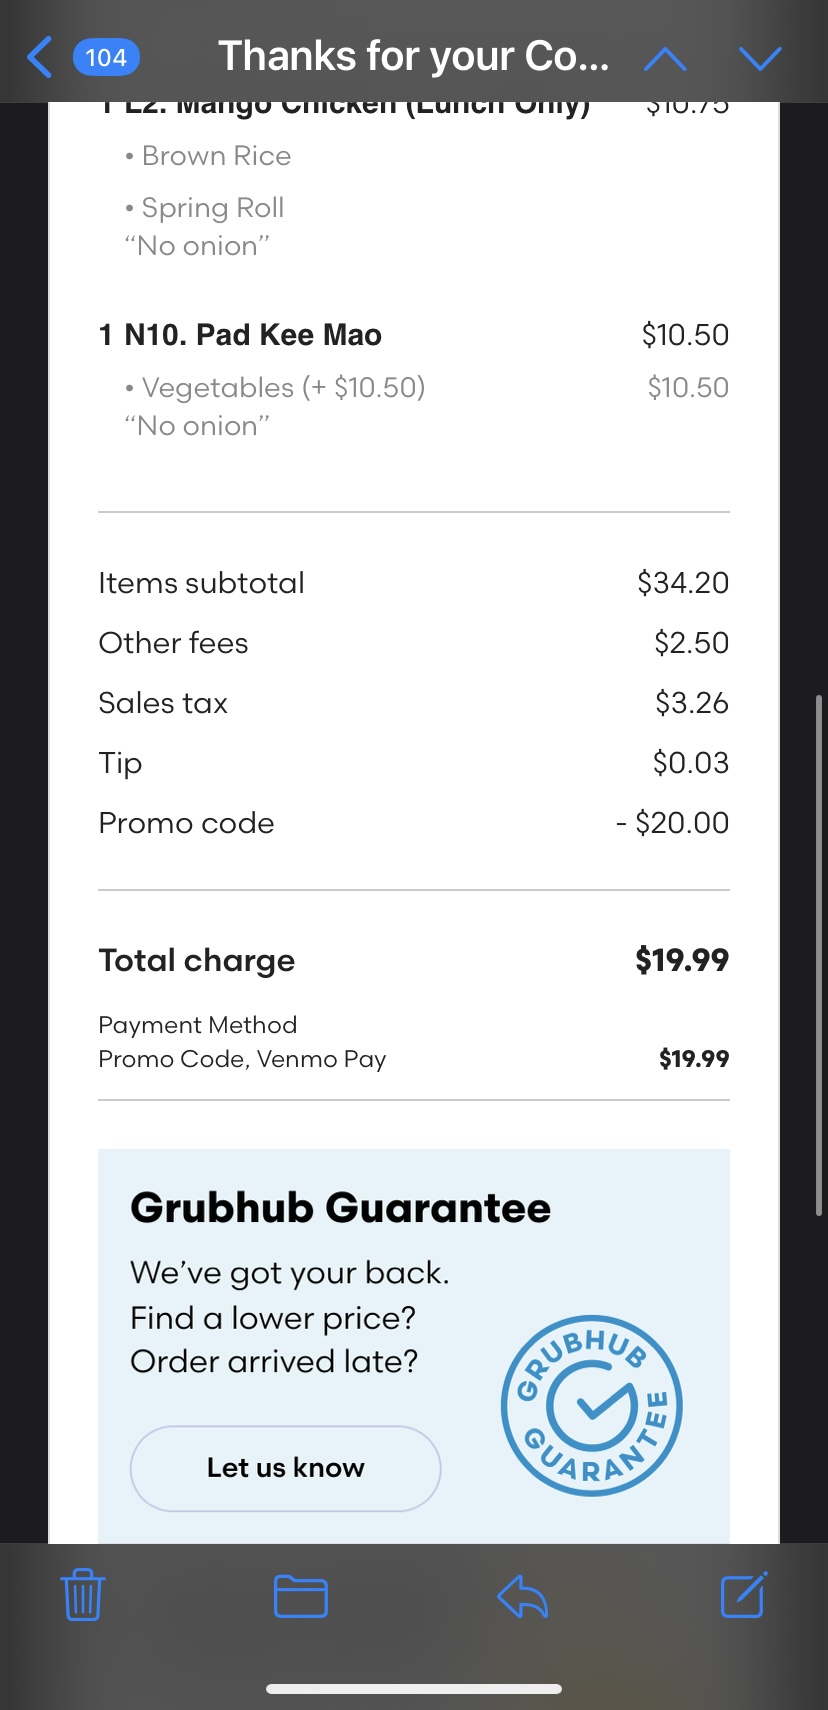 104
Thanks for your Co...
1 L2. Mango Chicken (Lunch Only) $10.75
• Brown Rice
• Spring Roll
“No onion”
1 N10. Pad Kee Mao $10.50
• Vegetables (+ $10.50) $10.50
“No onion”
Items subtotal $34.20
Other fees $2.50
Sales tax $3.26
Tip $0.03
Promo code - $20.00
Total charge $19.99
Payment Method
Promo Code, Venmo Pay $19.99
Grubhub Guarantee
We’ve got your back.
Find a lower price?
Order arrived late?
Let us know
GRUBHUB
GUARANTEE